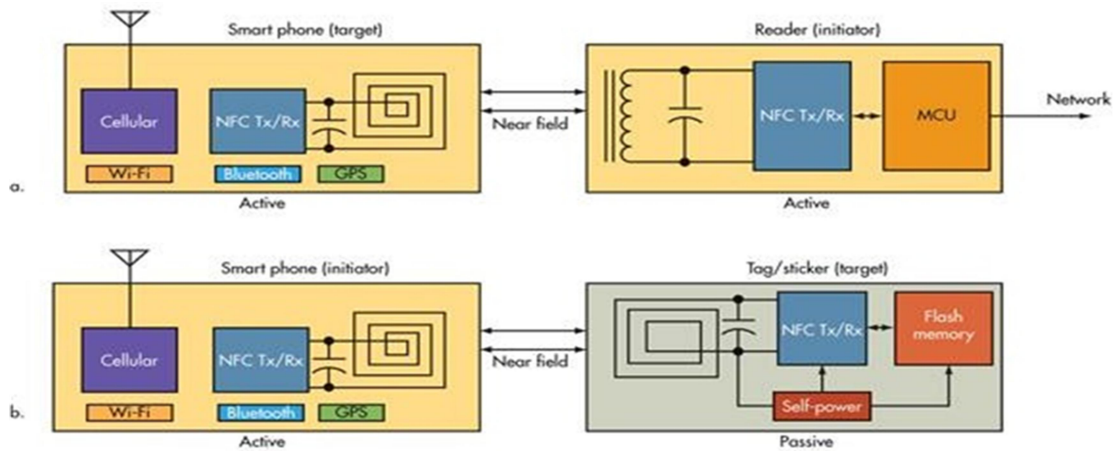 Smart phone (target)
Reader (initiator)
Cellular
NFC Tx/Rx
Near field
NFC Tx/Rx
MCU
Network
Wi-Fi
Bluetooth
GPS
a.
Active
Active
Smart phone (initiator)
Tag/sticker (target)
Cellular
NFC Tx/Rx
Near field
NFC Tx/Rx
Flash
memory
Wi-Fi
Bluetooth
GPS
Self-power
b.
Active
Passive